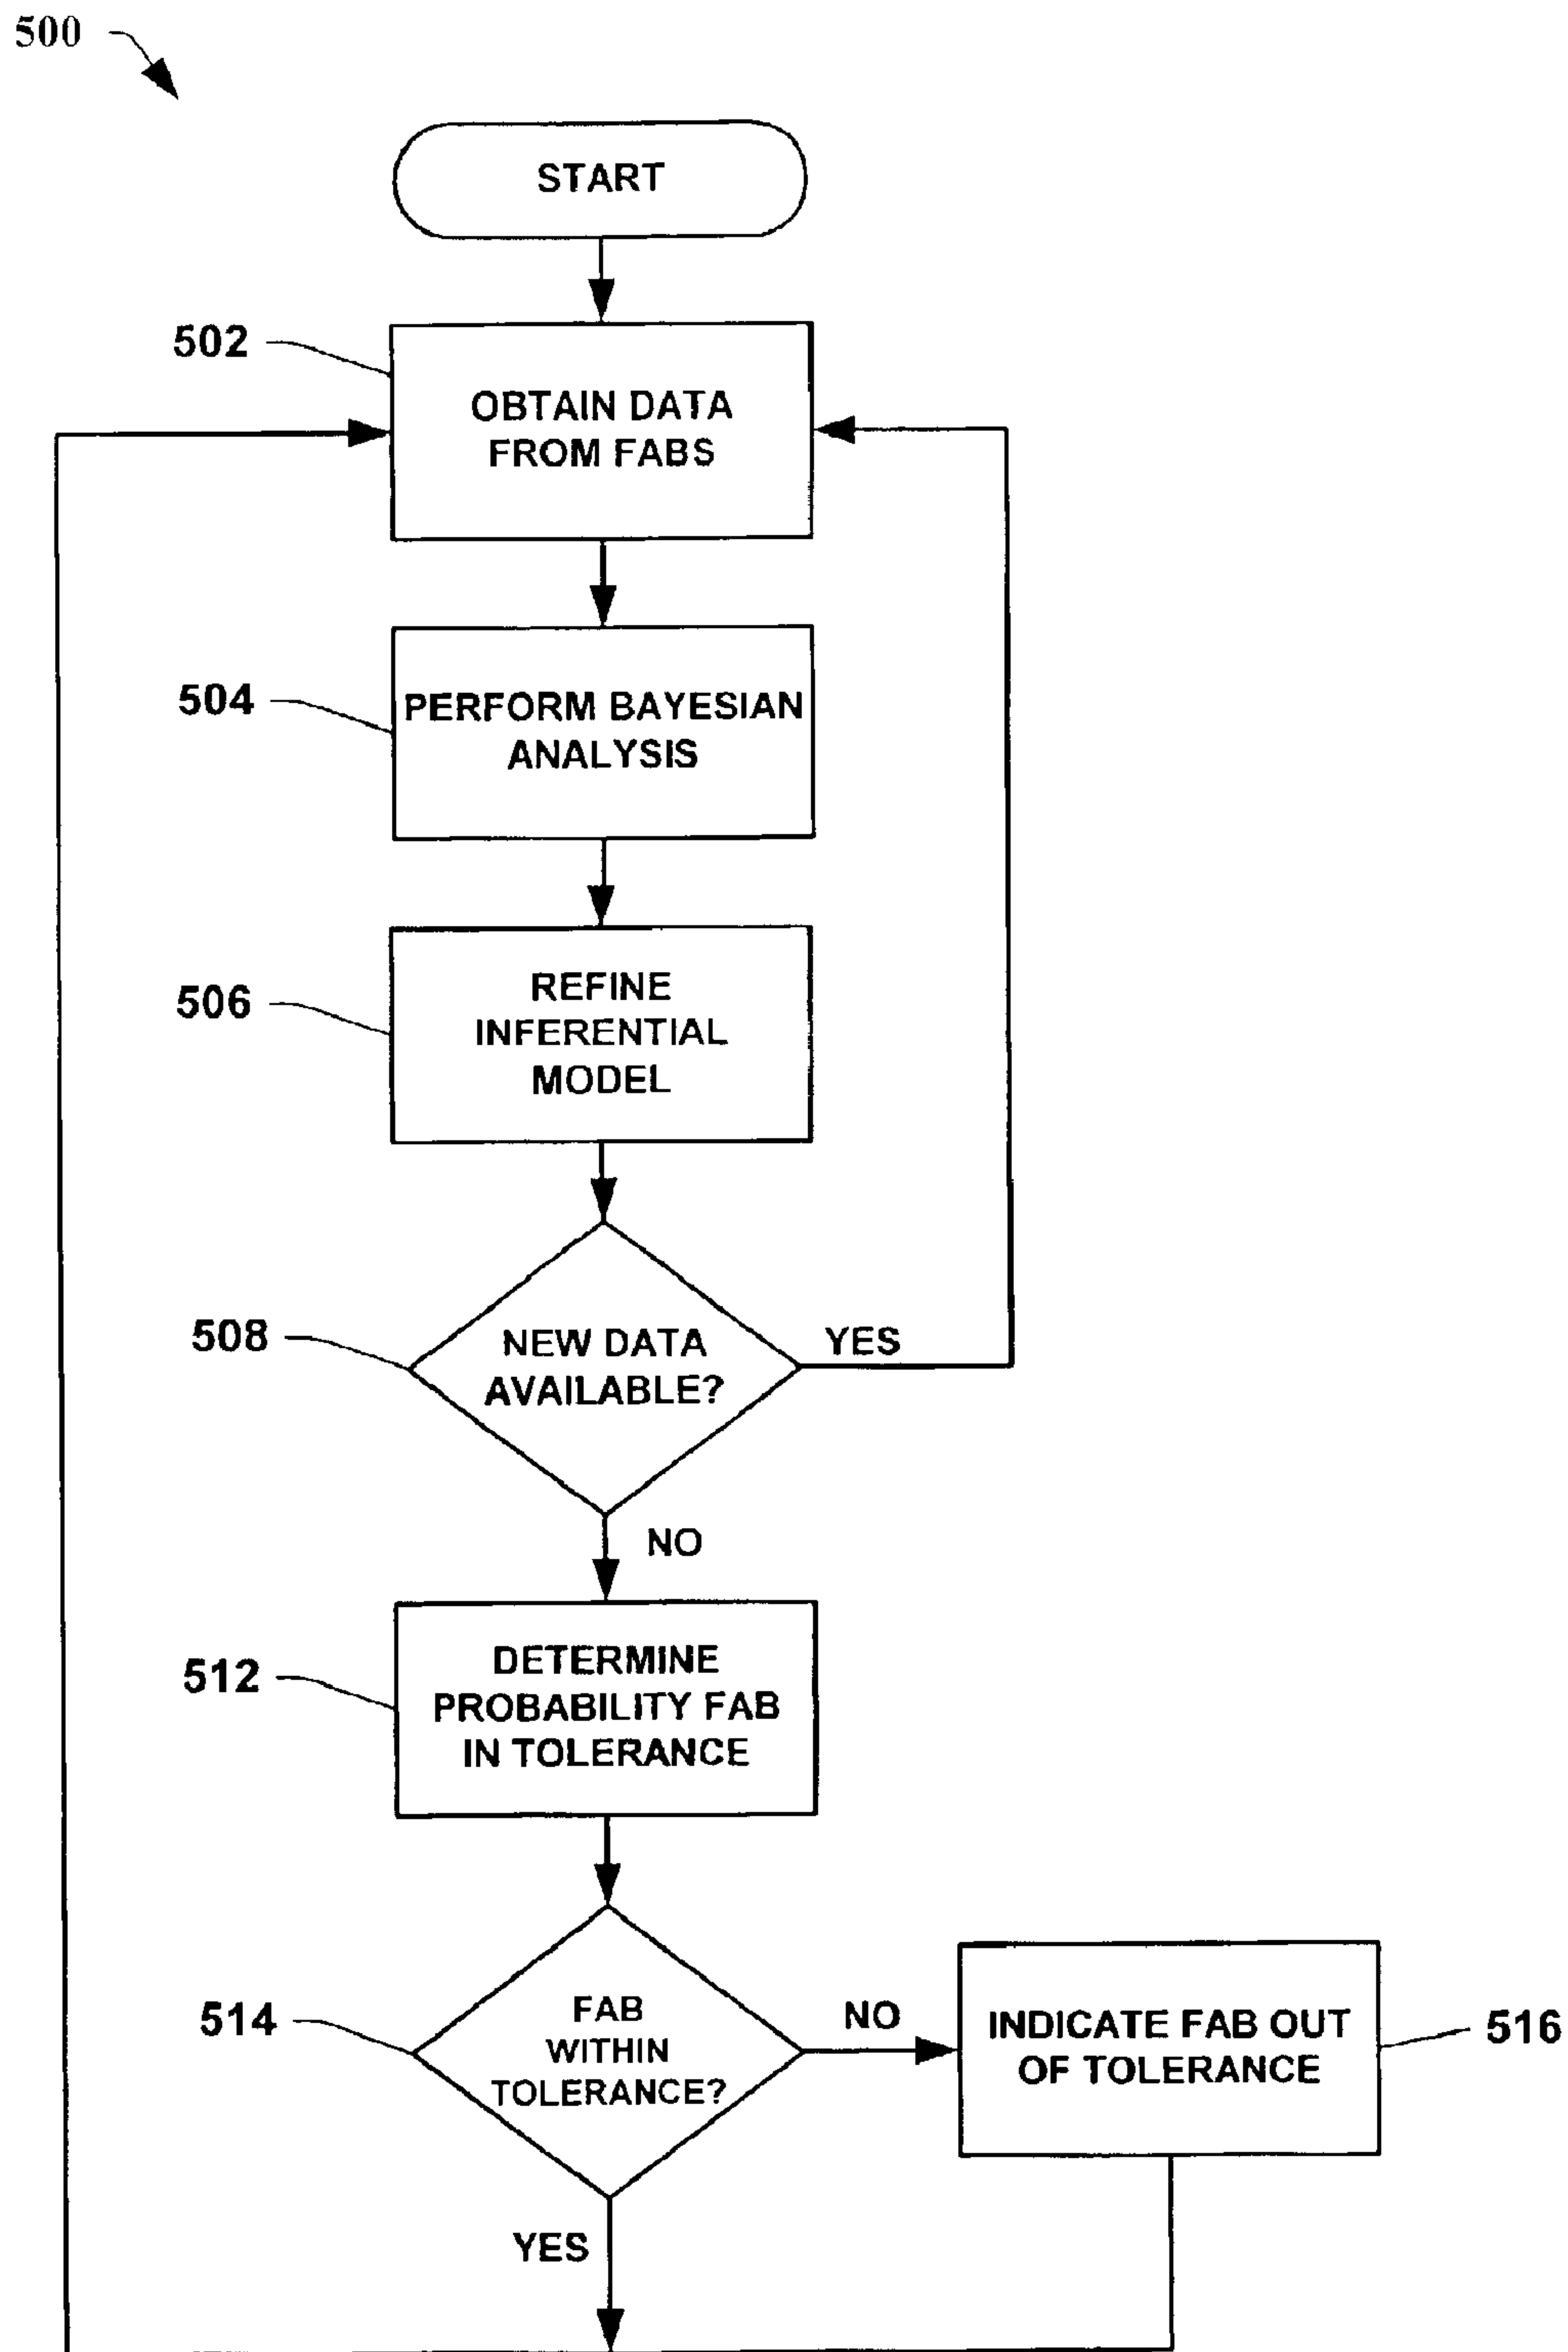 500
START
502
OBTAIN DATA
FROM FABS
504
PERFORM BAYESIAN
ANALYSIS
506
REFINE
INFERENTIAL
MODEL
508
NEW DATA
AVAILABLE?
YES
NO
512
DETERMINE
PROBABILITY FAB
IN TOLERANCE
514
FAB
WITHIN
TOLERANCE?
NO
INDICATE FAB OUT
OF TOLERANCE
516
YES